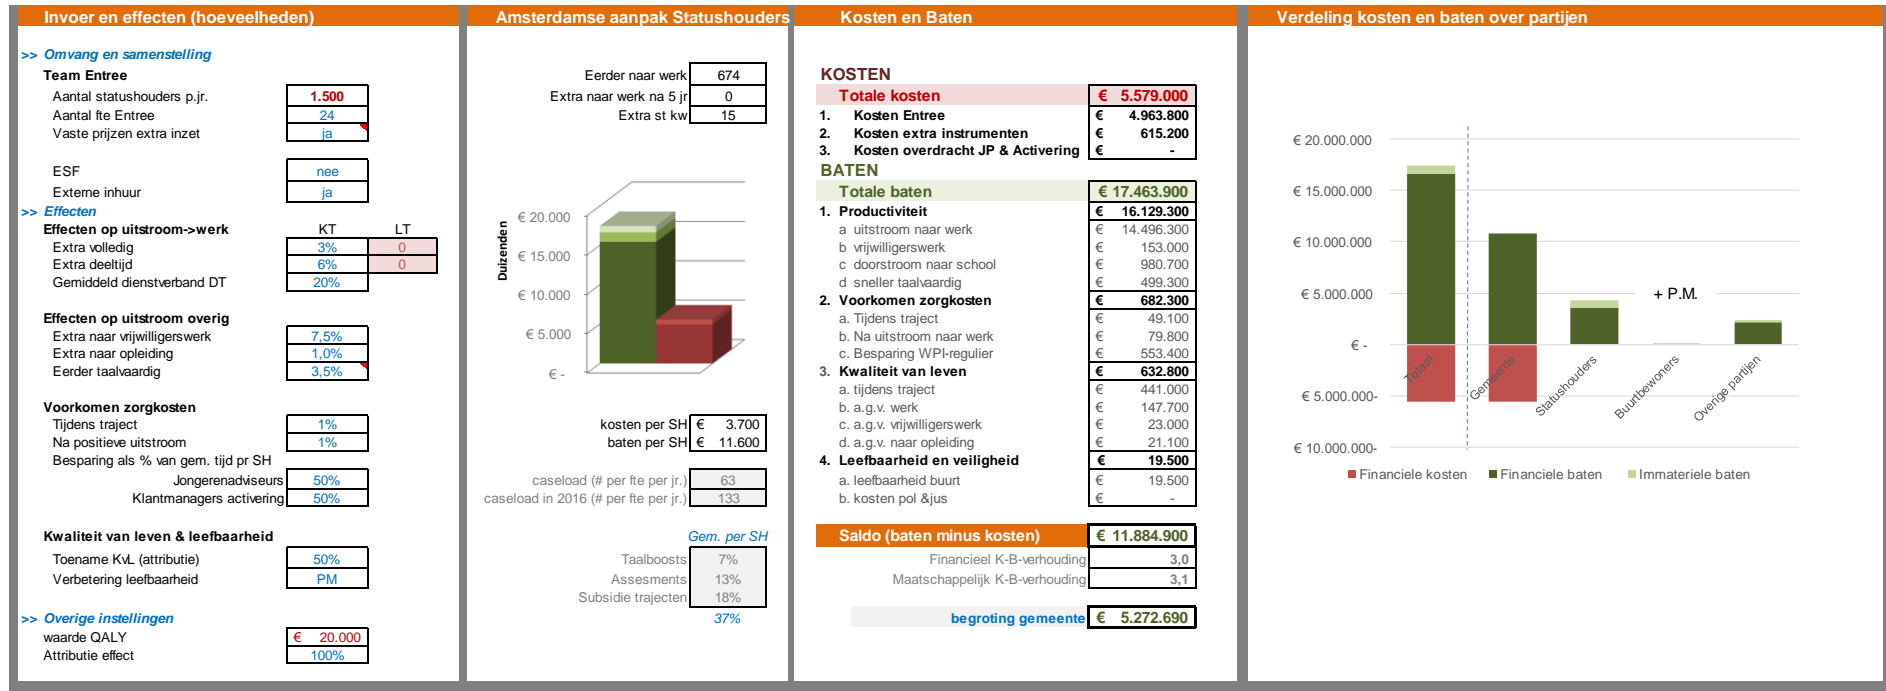 Invoer en effecten (hoeveelheden)
>> Omvang en samenstelling
Team Entree
Aantal statushouders p.jr. 1.500
Aantal fte Entree 24
Vaste prijzen extra inzet ja
ESF nee
Externe inhuur ja
>> Effecten
Effecten op uitstroom->werk KT LT
Extra volledig 3% 0
Extra deeltijd 6% 0
Gemiddeld dienstverband DT 20%
Effecten op uitstroom overig
Extra naar vrijwilligerswerk 7,5%
Extra naar opleiding 1,0%
Eerder taalvaardig 3,5%
Voorkomen zorgkosten
Tijdens traject 1%
Na positieve uitstroom 1%
Besparing als % van gem. tijd pr SH
Jongerenadviseurs 50%
Klantmanagers activering 50%
Kwaliteit van leven & leefbaarheid
Toename KvL (attributie) 50%
Verbetering leefbaarheid PM
>> Overige instellingen
waarde QALY € 20.000
Attributie effect 100%
Amsterdamse aanpak Statushouders
Eerder naar werk 674
Extra naar werk na 5 jr 0
Extra st kw 15
Duizenden
€ 20.000
€ 15.000
€ 10.000
€ 5.000
€ -
kosten per SH € 3.700
baten per SH € 11.600
caseload (# per fte per jr.) 63
caseload in 2016 (# per fte per jr.) 133
Gem. per SH
Taalboosts 7%
Assesments 13%
Subsidie trajecten 18%
37%
Kosten en Baten
KOSTEN
Totale kosten € 5.579.000
1. Kosten Entree € 4.963.800
2. Kosten extra instrumenten € 615.200
3. Kosten overdracht JP & Activering € -
BATEN
Totale baten € 17.463.900
1. Productiviteit € 16.129.300
a uitstroom naar werk € 14.496.300
b vrijwilligerswerk € 153.000
c doorstroom naar school € 980.700
d sneller taalvaardig € 499.300
2. Voorkomen zorgkosten € 682.300
a. Tijdens traject € 49.100
b. Na uitstroom naar werk € 79.800
c. Besparing WPI-regulier € 553.400
3. Kwaliteit van leven € 632.800
a. tijdens traject € 441.000
b. a.g.v. werk € 147.700
c. a.g.v. vrijwilligerswerk € 23.000
d. a.g.v. naar opleiding € 21.100
4. Leefbaarheid en veiligheid € 19.500
a. leefbaarheid buurt € 19.500
b. kosten pol &jus € -
Saldo (baten minus kosten) € 11.884.900
Financieel K-B-verhouding 3,0
Maatschappelijk K-B-verhouding 3,1
begroting gemeente € 5.272.690
Verdeling kosten en baten over partijen
€ 20.000.000
€ 15.000.000
€ 10.000.000
€ 5.000.000
€ -
€ 5.000.000-
€ 10.000.000-
+ P.M.
Totaal
Gemeente
Statushouders
Buurtbewoners
Overige partijen
Financiele kosten
Financiele baten
Immateriele baten